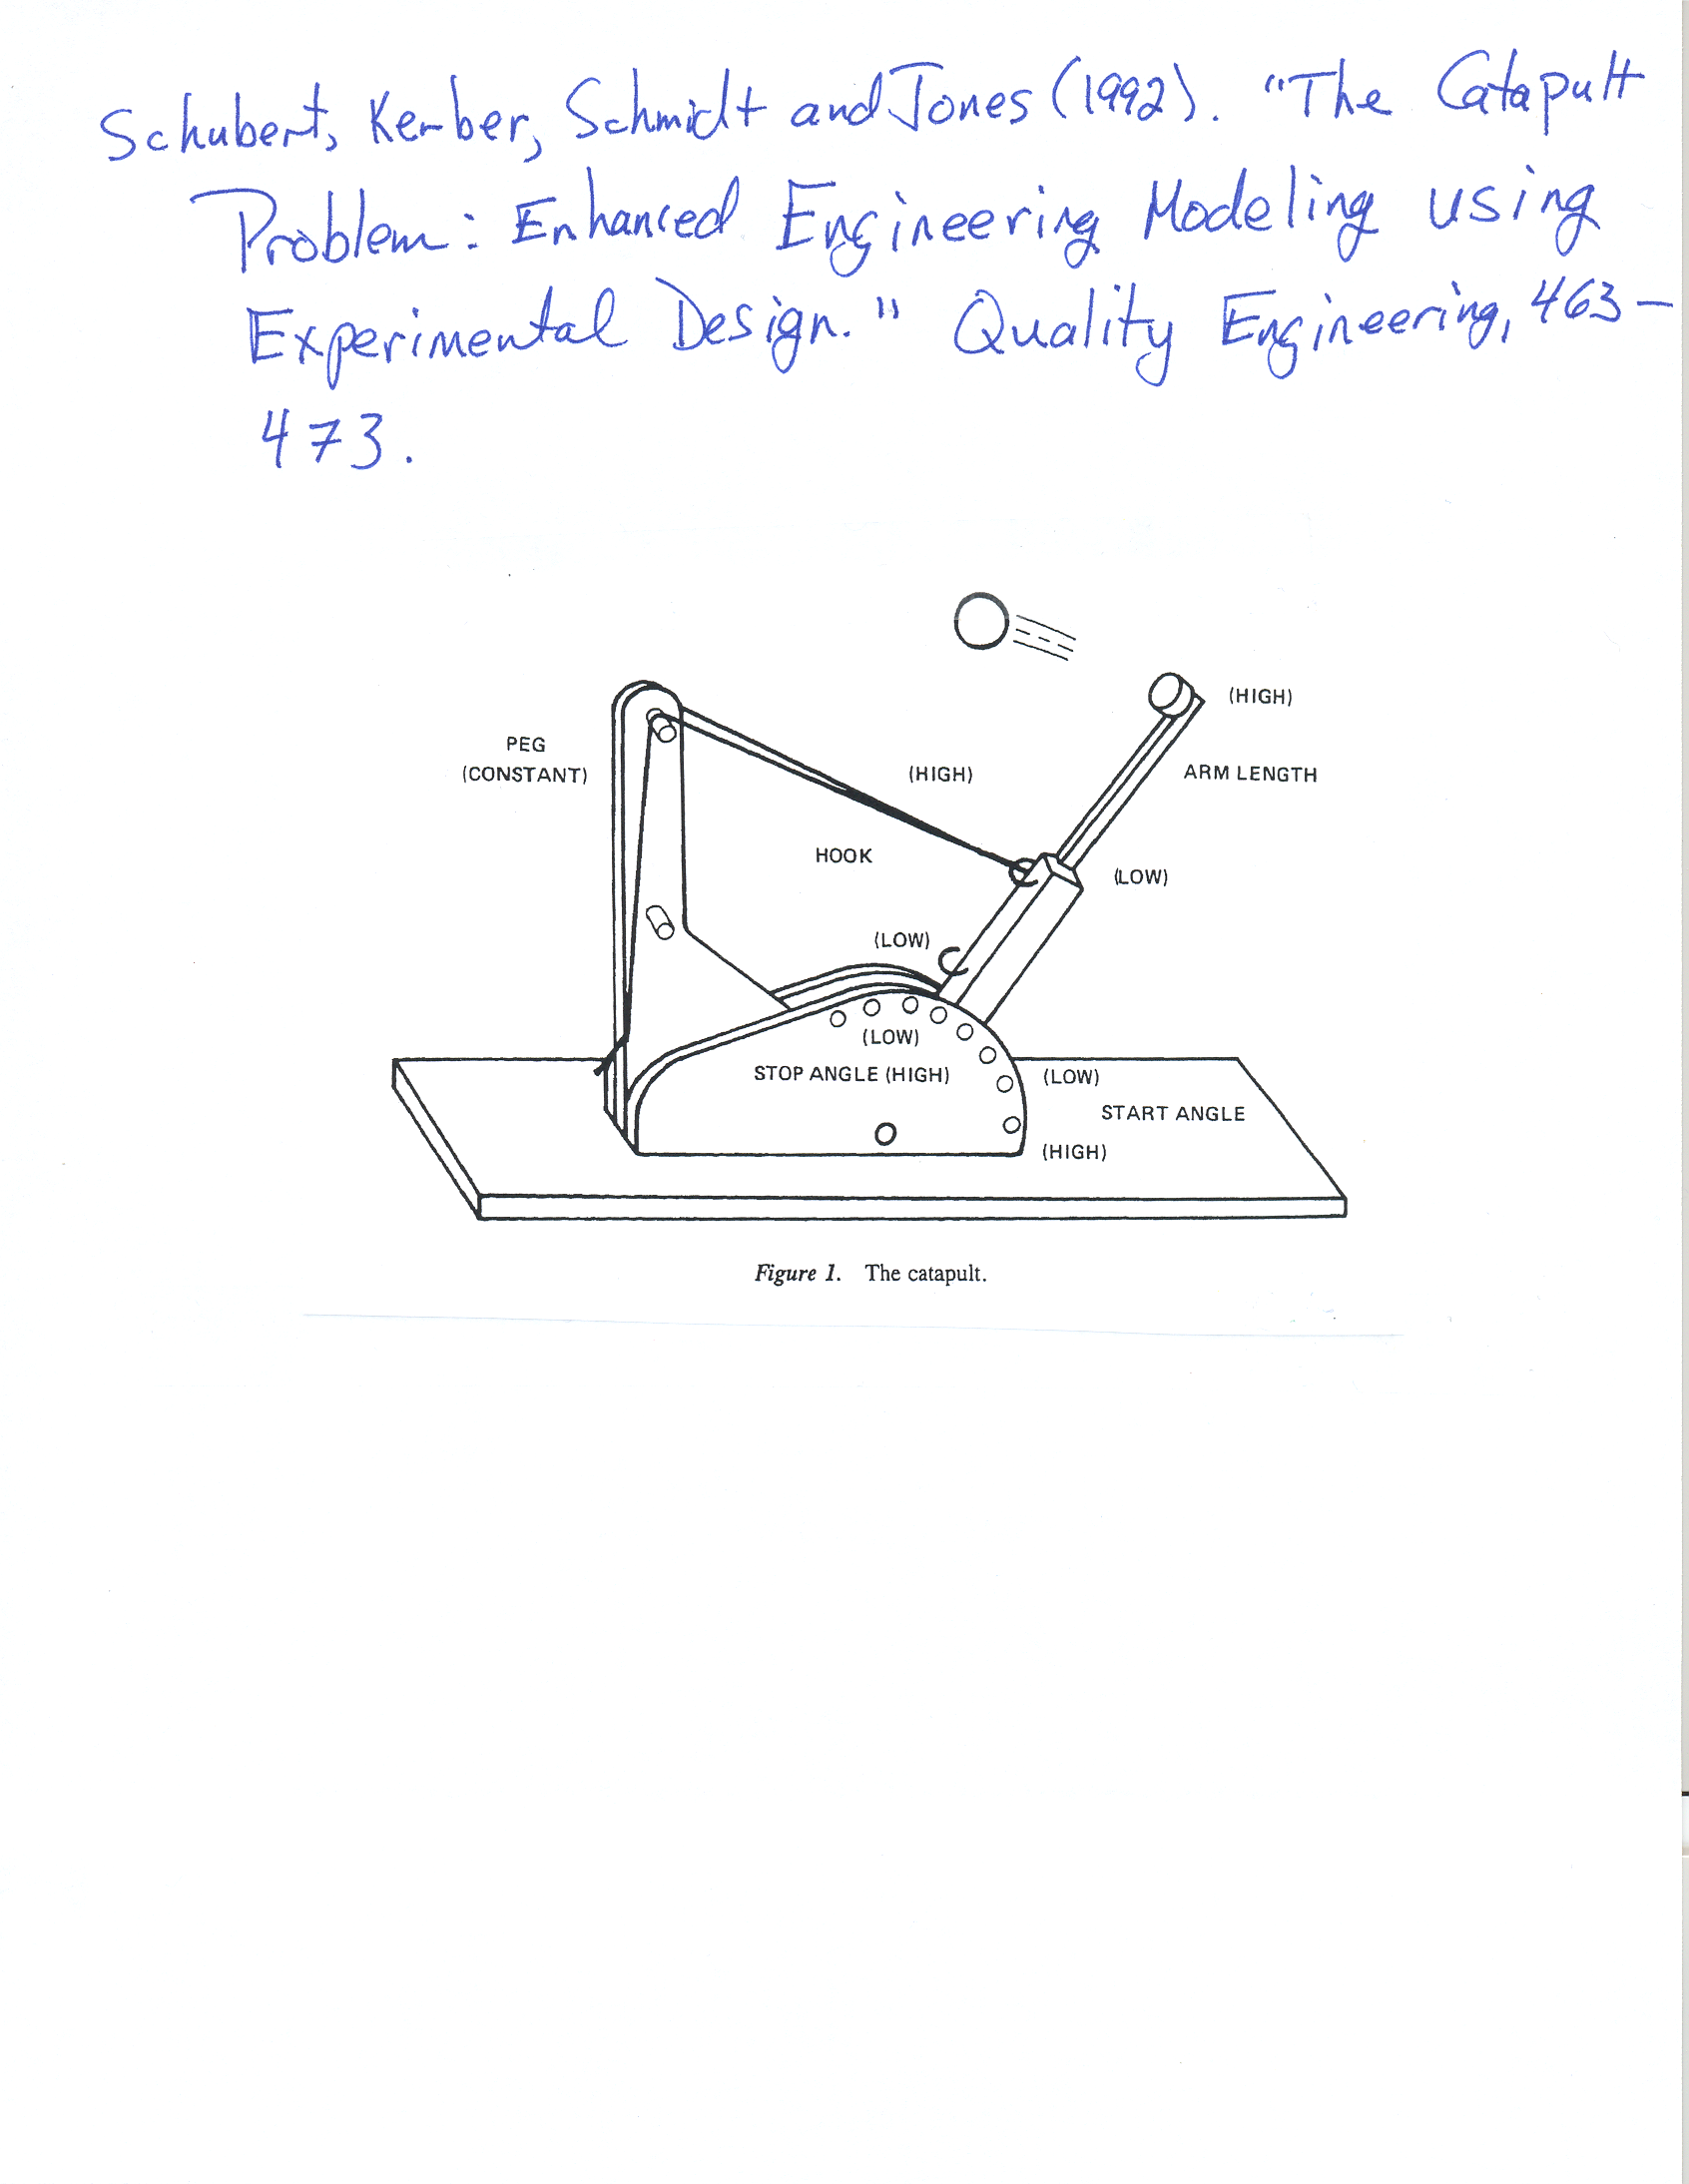 Schubert, Kerber, Schmidt and Jones (1992). "The Catapult
Problem: Enhanced Engineering Modeling using
Experimental Design." Quality Engineering, 463–
473.
(HIGH)
PEG
(CONSTANT)
(HIGH)
ARM LENGTH
HOOK
(LOW)
(LOW)
(LOW)
STOP ANGLE (HIGH)
(LOW)
START ANGLE
(HIGH)
Figure 1. The catapult.